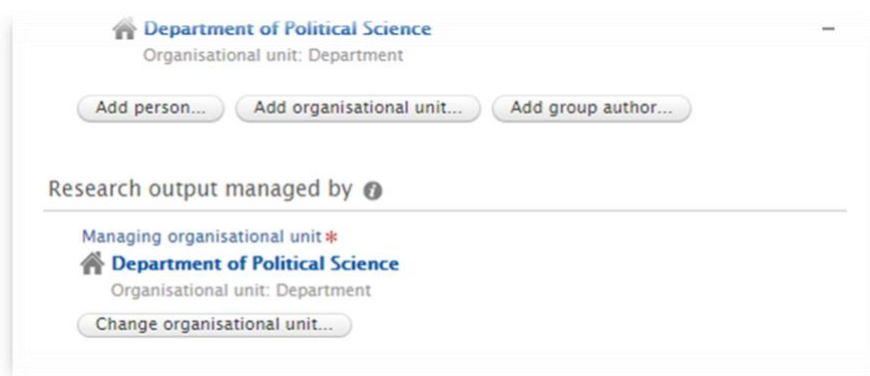 Department of Political Science
Organisational unit: Department
Add person... Add organisational unit... Add group author...
Research output managed by
Managing organisational unit *
Department of Political Science
Organisational unit: Department
Change organisational unit...